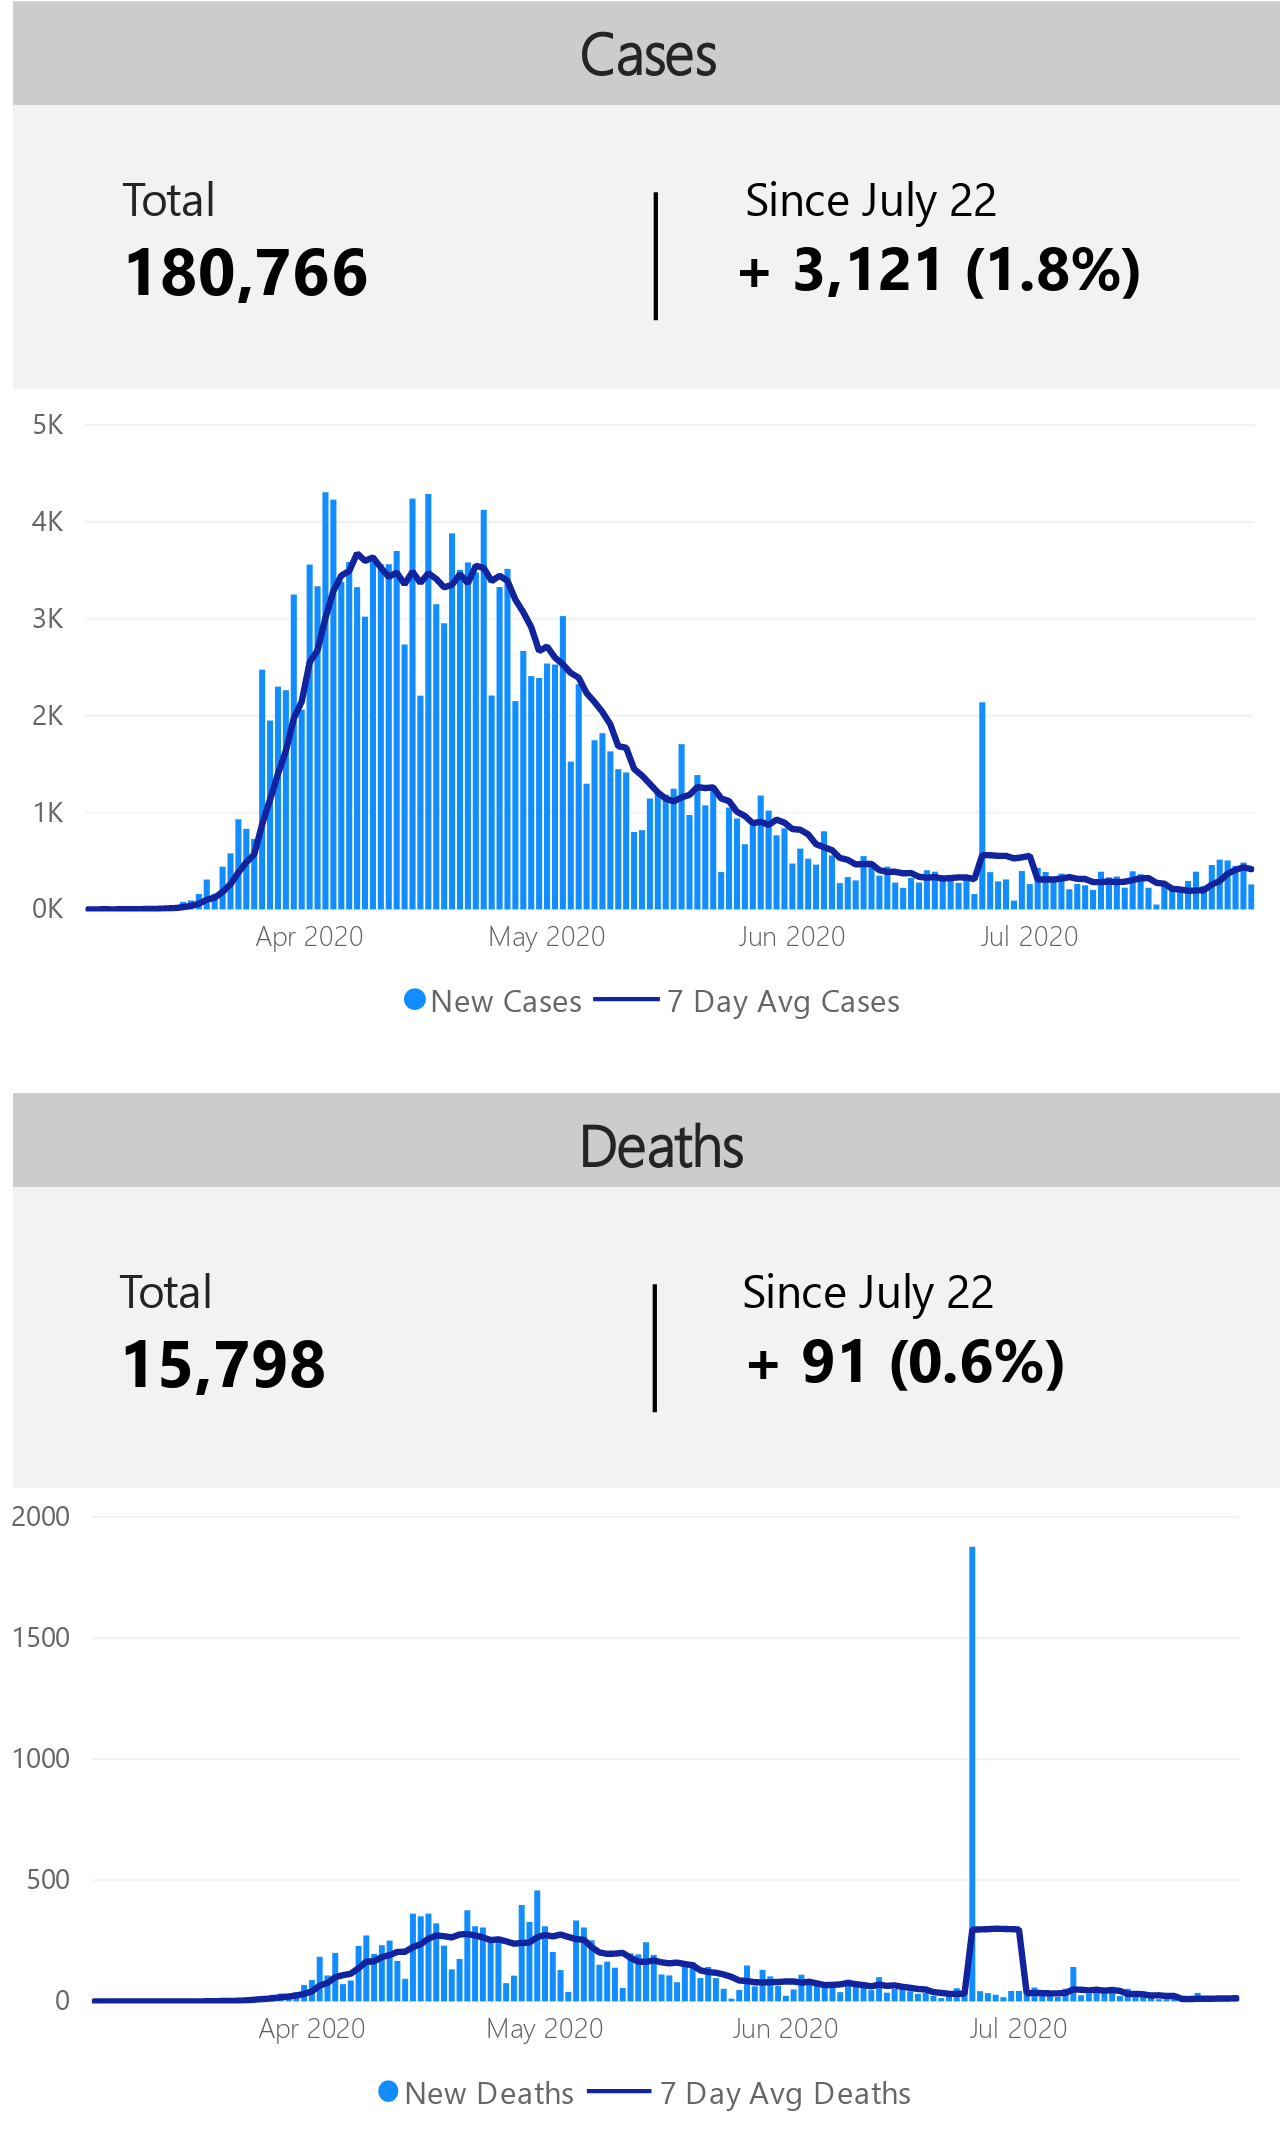 Cases
Total
Since July 22
180,766
+ 3,121 (1.8%)
5K
4K
3K
2K
1K
0K
Apr 2020
May 2020
Jun 2020
Jul 2020
New Cases
7 Day Avg Cases
Deaths
Total
Since July 22
15,798
+ 91 (0.6%)
2000
1500
1000
500
0
Apr 2020
May 2020
Jun 2020
Jul 2020
New Deaths
7 Day Avg Deaths